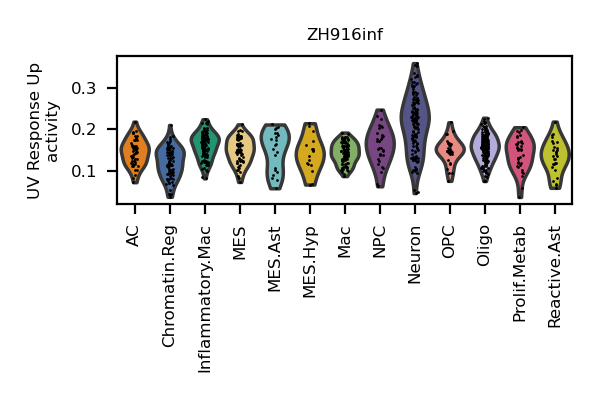 ZH916inf
UV Response Up
activity
0.3
0.2
0.1
AC
Chromatin.Reg
Inflammatory.Mac
MES
MES.Ast
MES.Hyp
Mac
NPC
Neuron
OPC
Oligo
Prolif.Metab
Reactive.Ast